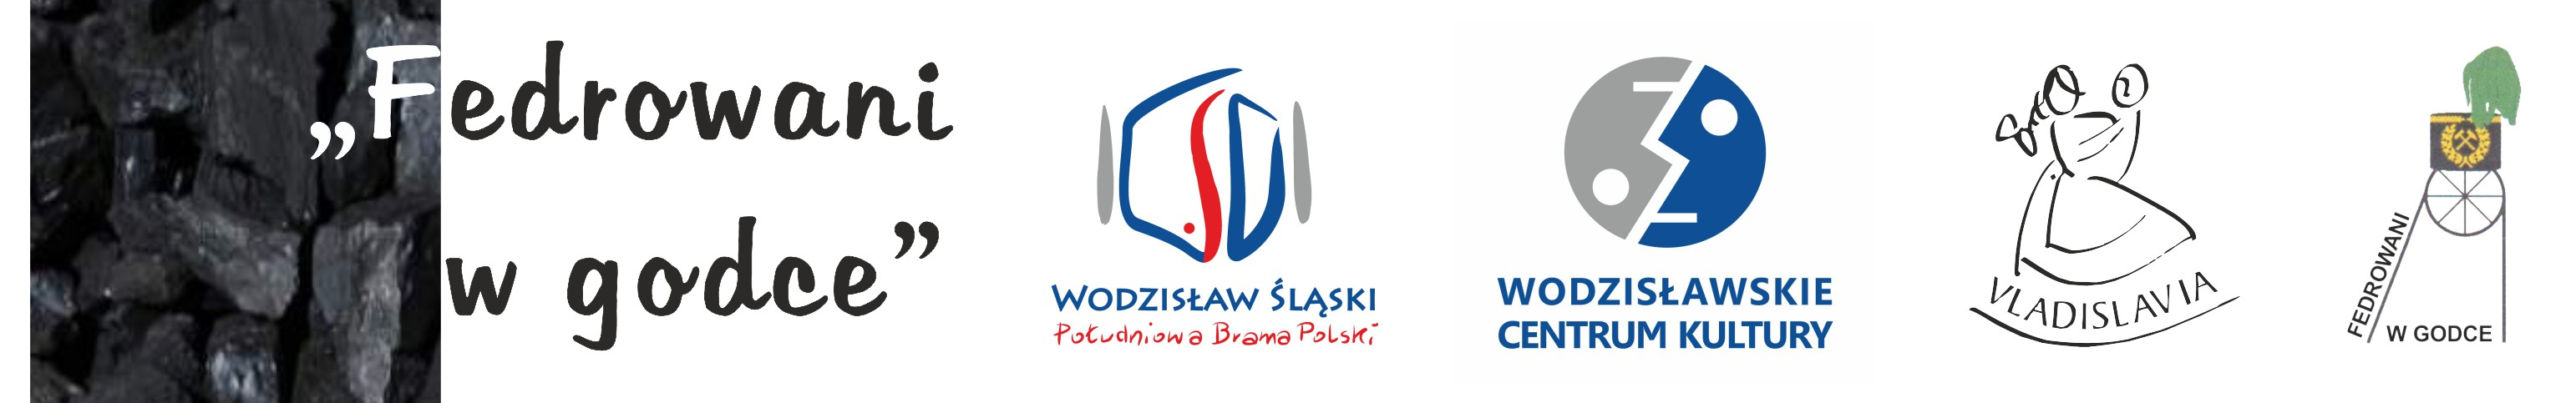 „Fedrowani
w godce”
WODZISŁAW ŚLĄSKI
Południowa Brama Polski
WODZISŁAWSKIE
CENTRUM KULTURY
VLADISLAVIA
FEDROWANI
W GODCE